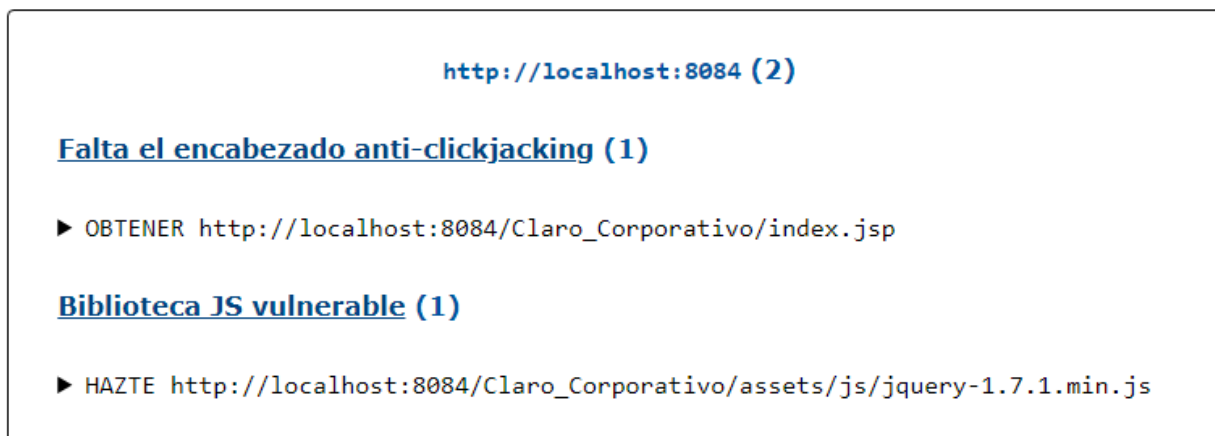 http://localhost:8084 (2)
Falta el encabezado anti-clickjacking (1)
▶ OBTENER http://localhost:8084/Claro_Corporativo/index.jsp
Biblioteca JS vulnerable (1)
▶ HAZTE http://localhost:8084/Claro_Corporativo/assets/js/jquery-1.7.1.min.js